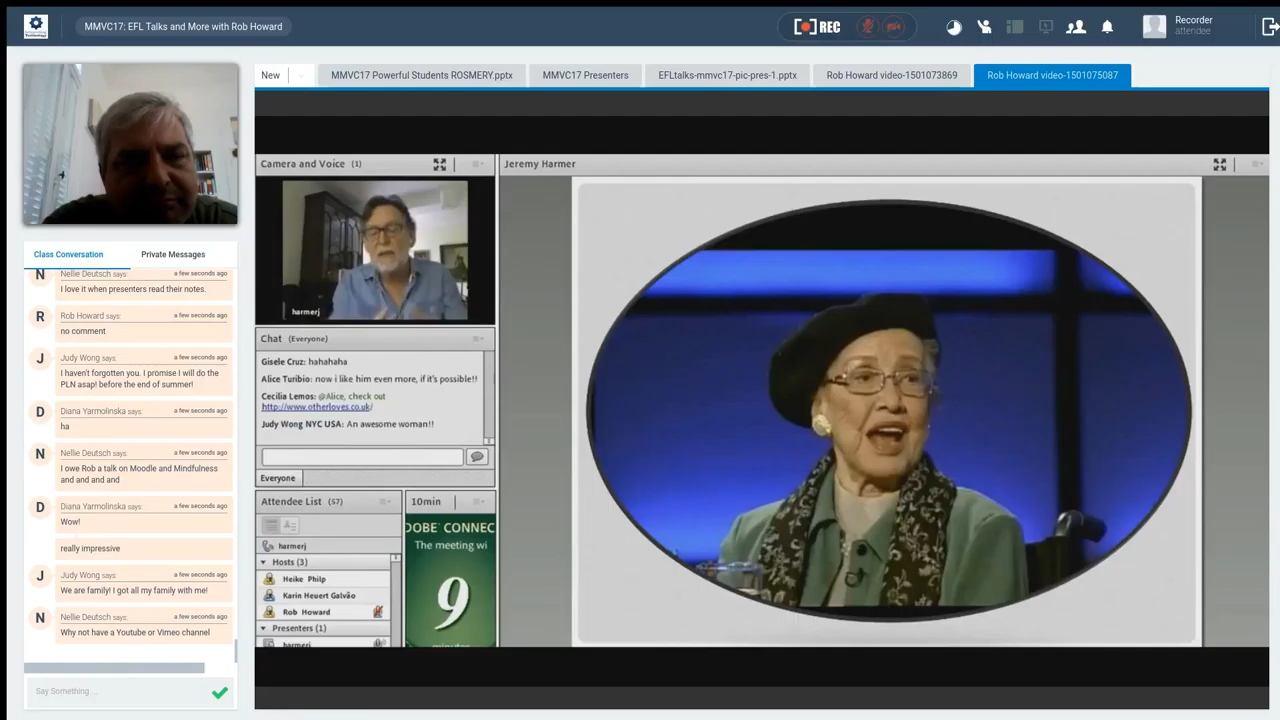 MMVC17: EFL Talks and More with Rob Howard
REC
Recorder
attendee
New
MMVC17 Powerful Students ROSMERY.pptx
MMVC17 Presenters
EFLtalks-mmvc17-pic-pres-1.pptx
Rob Howard video-1501073869
Rob Howard video-1501075087
Class Conversation
Private Messages
N
Nellie Deutsch says:
a few seconds ago
I love it when presenters read their notes.
R
Rob Howard says:
a few seconds ago
no comment
J
Judy Wong says:
a few seconds ago
I haven't forgotten you. I promise I will do the
PLN asap! before the end of summer!
D
Diana Yarmolinska says:
a few seconds ago
ha
N
Nellie Deutsch says:
a few seconds ago
I owe Rob a talk on Moodle and Mindfulness
and and and and
D
Diana Yarmolinska says:
a few seconds ago
Wow!
really impressive
J
Judy Wong says:
a few seconds ago
We are family! I got all my family with me!
N
Nellie Deutsch says:
a few seconds ago
Why not have a Youtube or Vimeo channel
Say Something ...
Camera and Voice (1)
harmerj
Chat (Everyone)
Gisele Cruz: hahahaha
Alice Turibio: now i like him even more, if it's possible!!
Cecilia Lemos: @Alice, check out
http://www.otherloves.co.uk/
Judy Wong NYC USA: An awesome woman!!
Everyone
Attendee List (57)
harmerj
Hosts (3)
Heike Philp
Karin Heuert Galvão
Rob Howard
Presenters (1)
harmerj
10min
DOBE CONNEC
The meeting wi
9
minutes
Jeremy Harmer